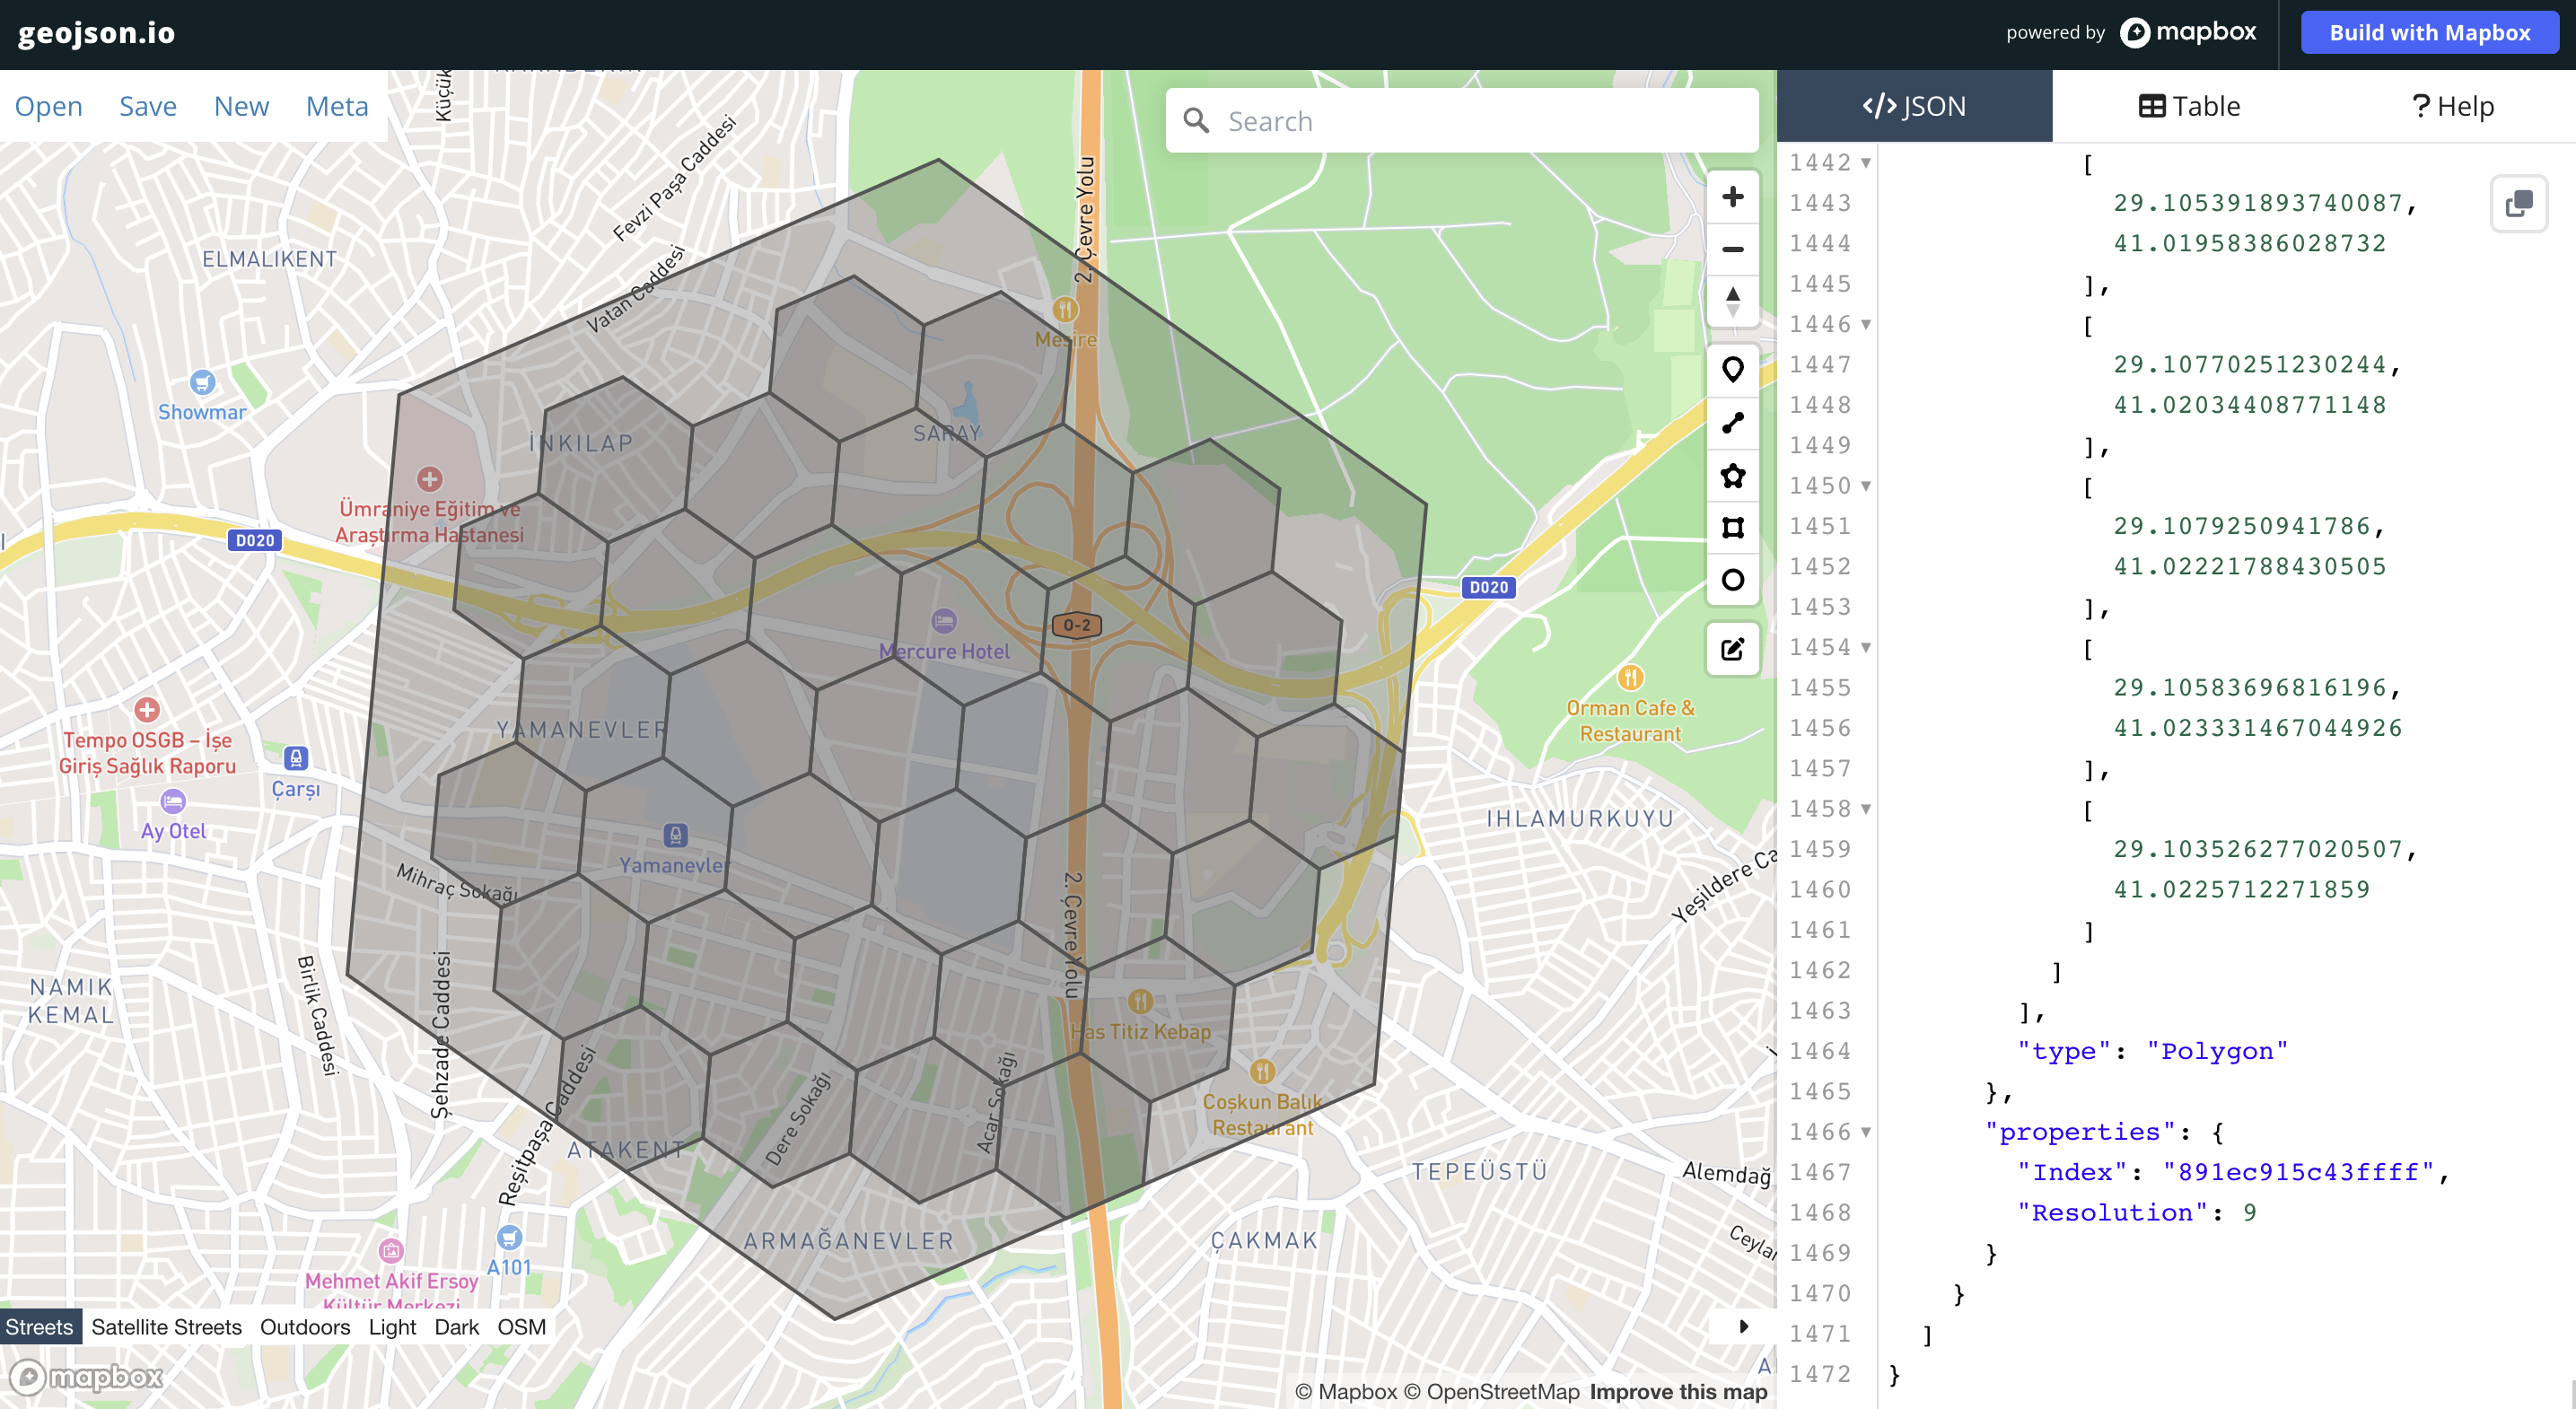 geojson.io
powered by mapbox
Build with Mapbox
Open Save New Meta
Search
</> JSON
Table
? Help
Küçük
Fevzi Paşa Caddesi
Vatan Caddesi
2. Çevre Yolu
ELMALIKENT
Showmar
Mesire
İNKILAP
SARAY
Ümraniye Eğitim ve
Araştırma Hastanesi
D020
D020
O-2
Mercure Hotel
YAMANEVLER
Orman Cafe &
Restaurant
Tempo OSGB – İşe
Giriş Sağlık Raporu
Çarşı
Ay Otel
Yamanevler
IHLAMURKUYU
Mihraç Sokağı
2. Çevre Yolu
NAMIK
KEMAL
Birlik Caddesi
Şehzade Caddesi
Has Titiz Kebap
Coşkun Balık
Restaurant
Reşitpaşa Caddesi
Dere Sokağı
Acar Sokağı
ATAKENT
TEPEÜSTÜ
Alemdağ
ARMAĞANEVLER
ÇAKMAK
A101
Mehmet Akif Ersoy
Kültür Merkezi
Streets Satellite Streets Outdoors Light Dark OSM
mapbox
© Mapbox © OpenStreetMap Improve this map
1442 [
1443 29.105391893740087,
1444 41.01958386028732
1445 ],
1446 [
1447 29.10770251230244,
1448 41.02034408771148
1449 ],
1450 [
1451 29.1079250941786,
1452 41.02221788430505
1453 ],
1454 [
1455 29.10583696816196,
1456 41.023331467044926
1457 ],
1458 [
1459 29.103526277020507,
1460 41.0225712271859
1461 ]
1462 ]
1463 ],
1464 "type": "Polygon"
1465 },
1466 "properties": {
1467 "Index": "891ec915c43ffff",
1468 "Resolution": 9
1469 }
1470 }
1471 ]
1472 }